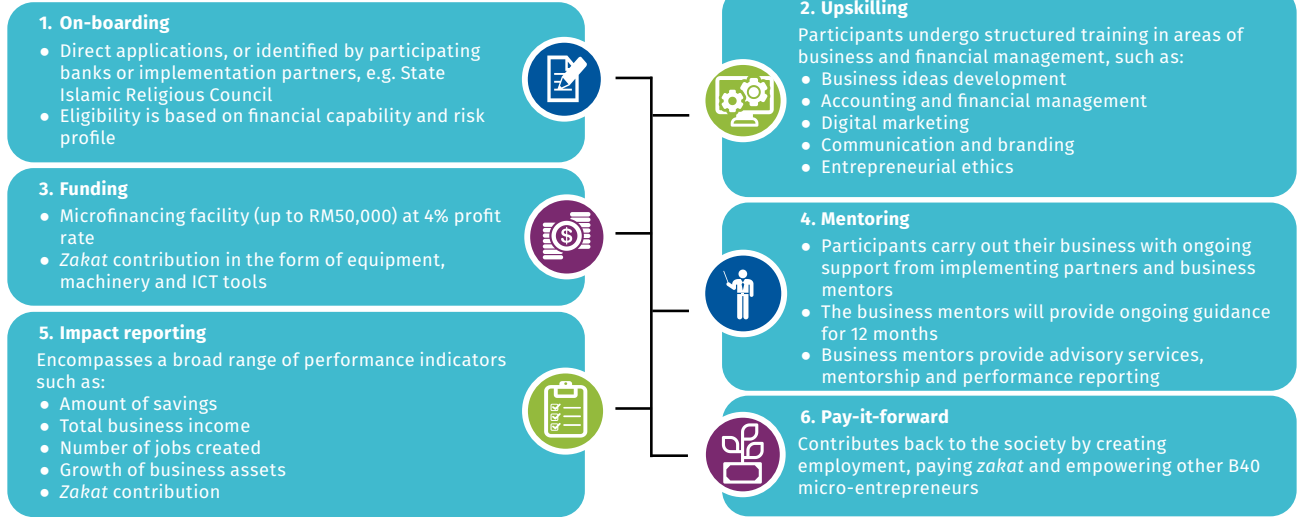 1. On-boarding
● Direct applications, or identified by participating
banks or implementation partners, e.g. State
Islamic Religious Council
● Eligibility is based on financial capability and risk
profile
2. Upskilling
Participants undergo structured training in areas of
business and financial management, such as:
● Business ideas development
● Accounting and financial management
● Digital marketing
● Communication and branding
● Entrepreneurial ethics
3. Funding
● Microfinancing facility (up to RM50,000) at 4% profit
rate
● Zakat contribution in the form of equipment,
machinery and ICT tools
$
4. Mentoring
● Participants carry out their business with ongoing
support from implementing partners and business
mentors
● The business mentors will provide ongoing guidance
for 12 months
● Business mentors provide advisory services,
mentorship and performance reporting
5. Impact reporting
Encompasses a broad range of performance indicators
such as:
● Amount of savings
● Total business income
● Number of jobs created
● Growth of business assets
● Zakat contribution
6. Pay-it-forward
Contributes back to the society by creating
employment, paying zakat and empowering other B40
micro-entrepreneurs